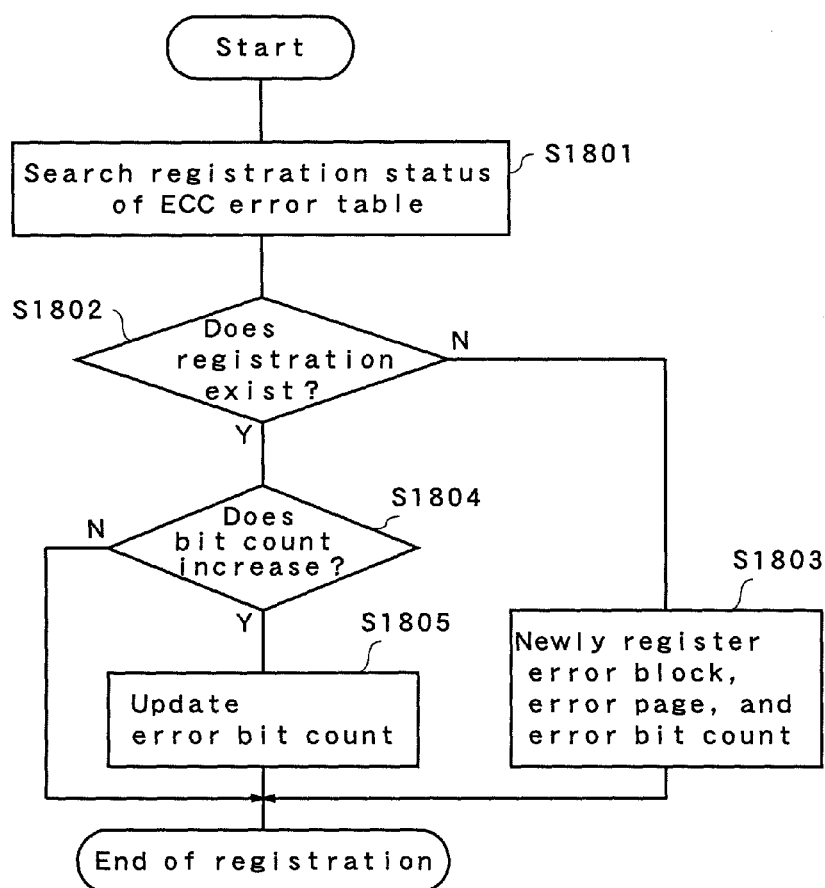 Start
S1801
Search registration status
of ECC error table
S1802
Does
registration
exist?
N
Y
S1804
Does
bit count
increase?
N
Y
S1803
Newly register
error block,
error page, and
error bit count
S1805
Update
error bit count
End of registration